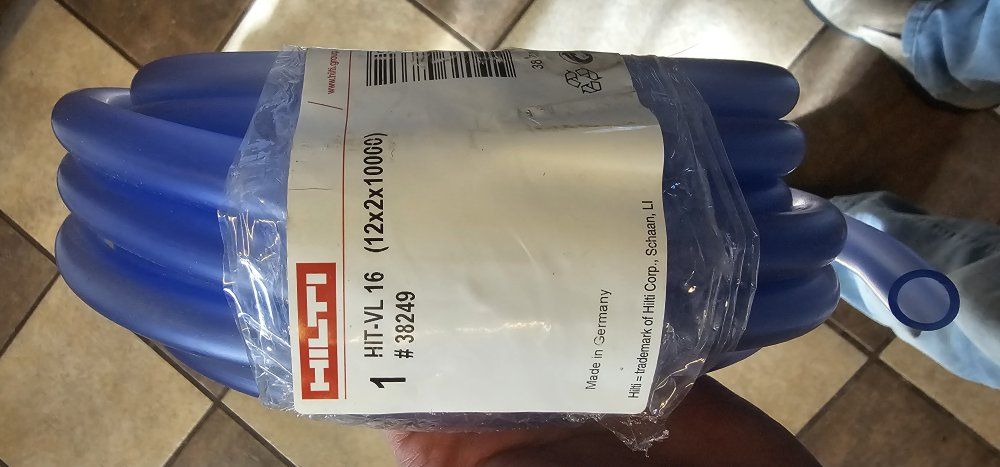 HILTI
www.hilti.group
1
HIT-VL 16 (12x2x10000)
# 38249
Made in Germany
Hilti = trademark of Hilti Corp., Schaan, LI